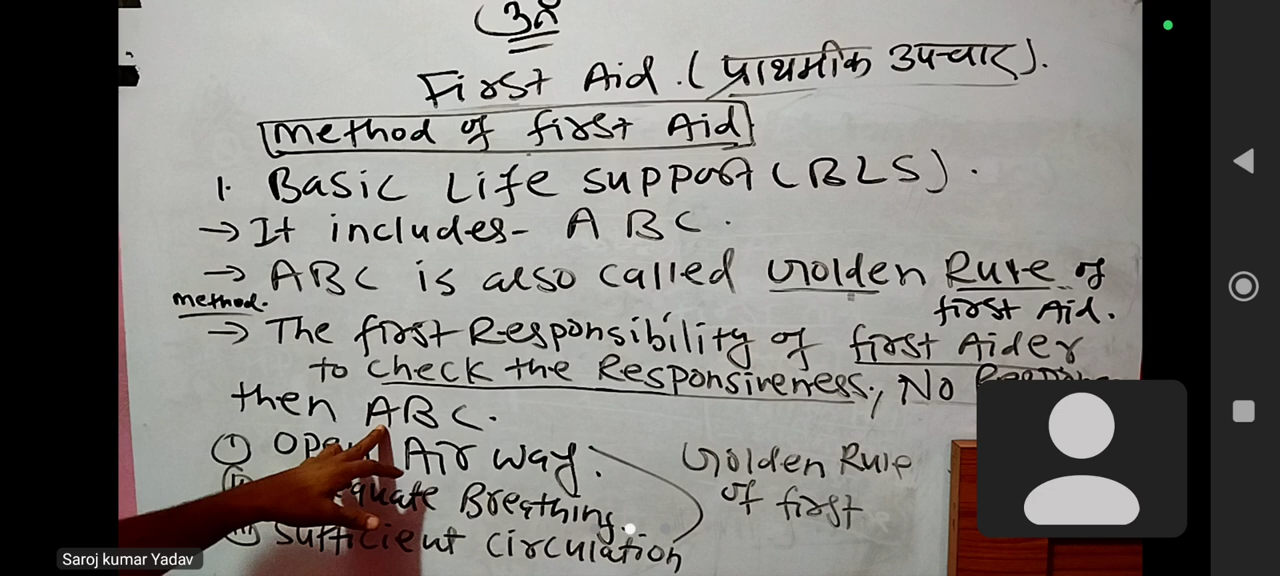 First Aid. (प्राथमीक उपचार).
Method of first Aid
1. Basic Life support (BLS).
→ It includes- A B C.
→ ABC is also called Golden Rule of first Aid.
Method.
→ The first Responsibility of first Aider
to check the Responsiveness, No
then ABC.
(i) Open Air way.
Breathing.
(iii) Sufficient circulation
Golden Rule
of first
Saroj kumar Yadav